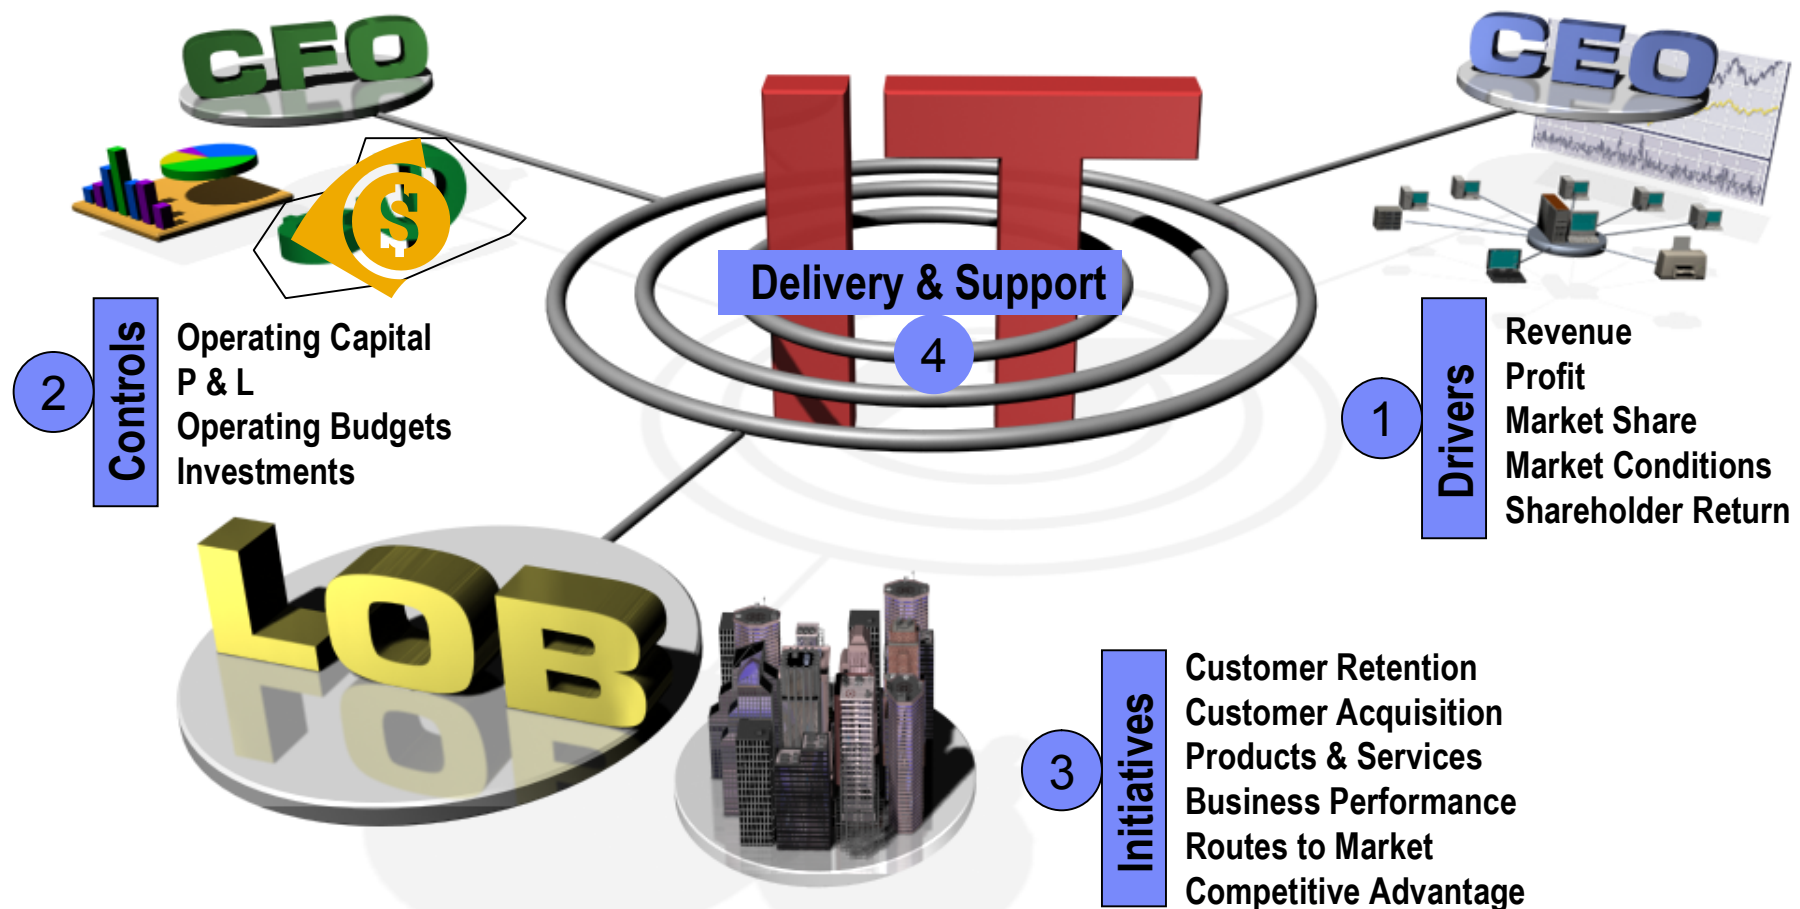 CFO
CEO
IT
Delivery & Support
4
$
2
Controls
Operating Capital
P & L
Operating Budgets
Investments
1
Drivers
Revenue
Profit
Market Share
Market Conditions
Shareholder Return
LOB
3
Initiatives
Customer Retention
Customer Acquisition
Products & Services
Business Performance
Routes to Market
Competitive Advantage